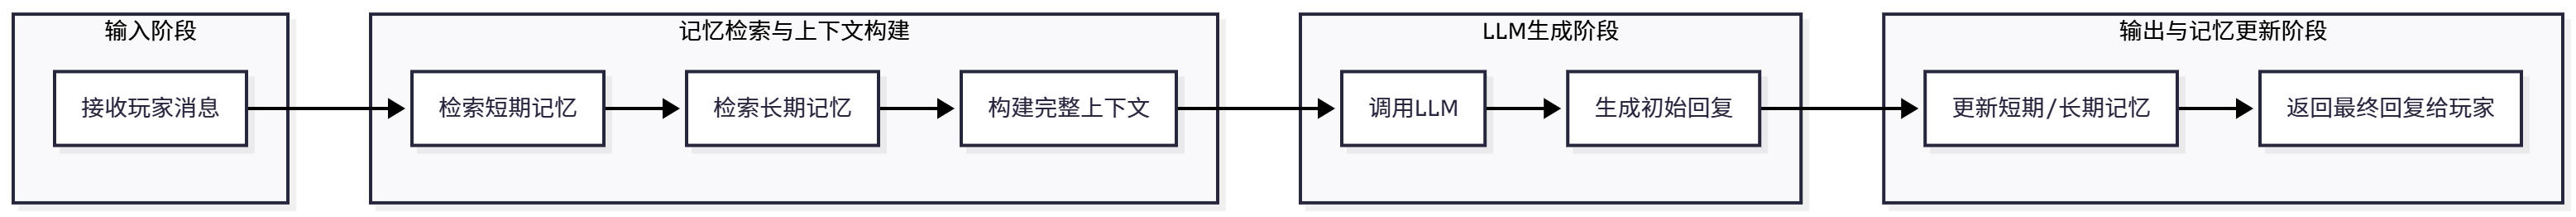 输入阶段
接收玩家消息
记忆检索与上下文构建
检索短期记忆
检索长期记忆
构建完整上下文
LLM生成阶段
调用LLM
生成初始回复
输出与记忆更新阶段
更新短期/长期记忆
返回最终回复给玩家